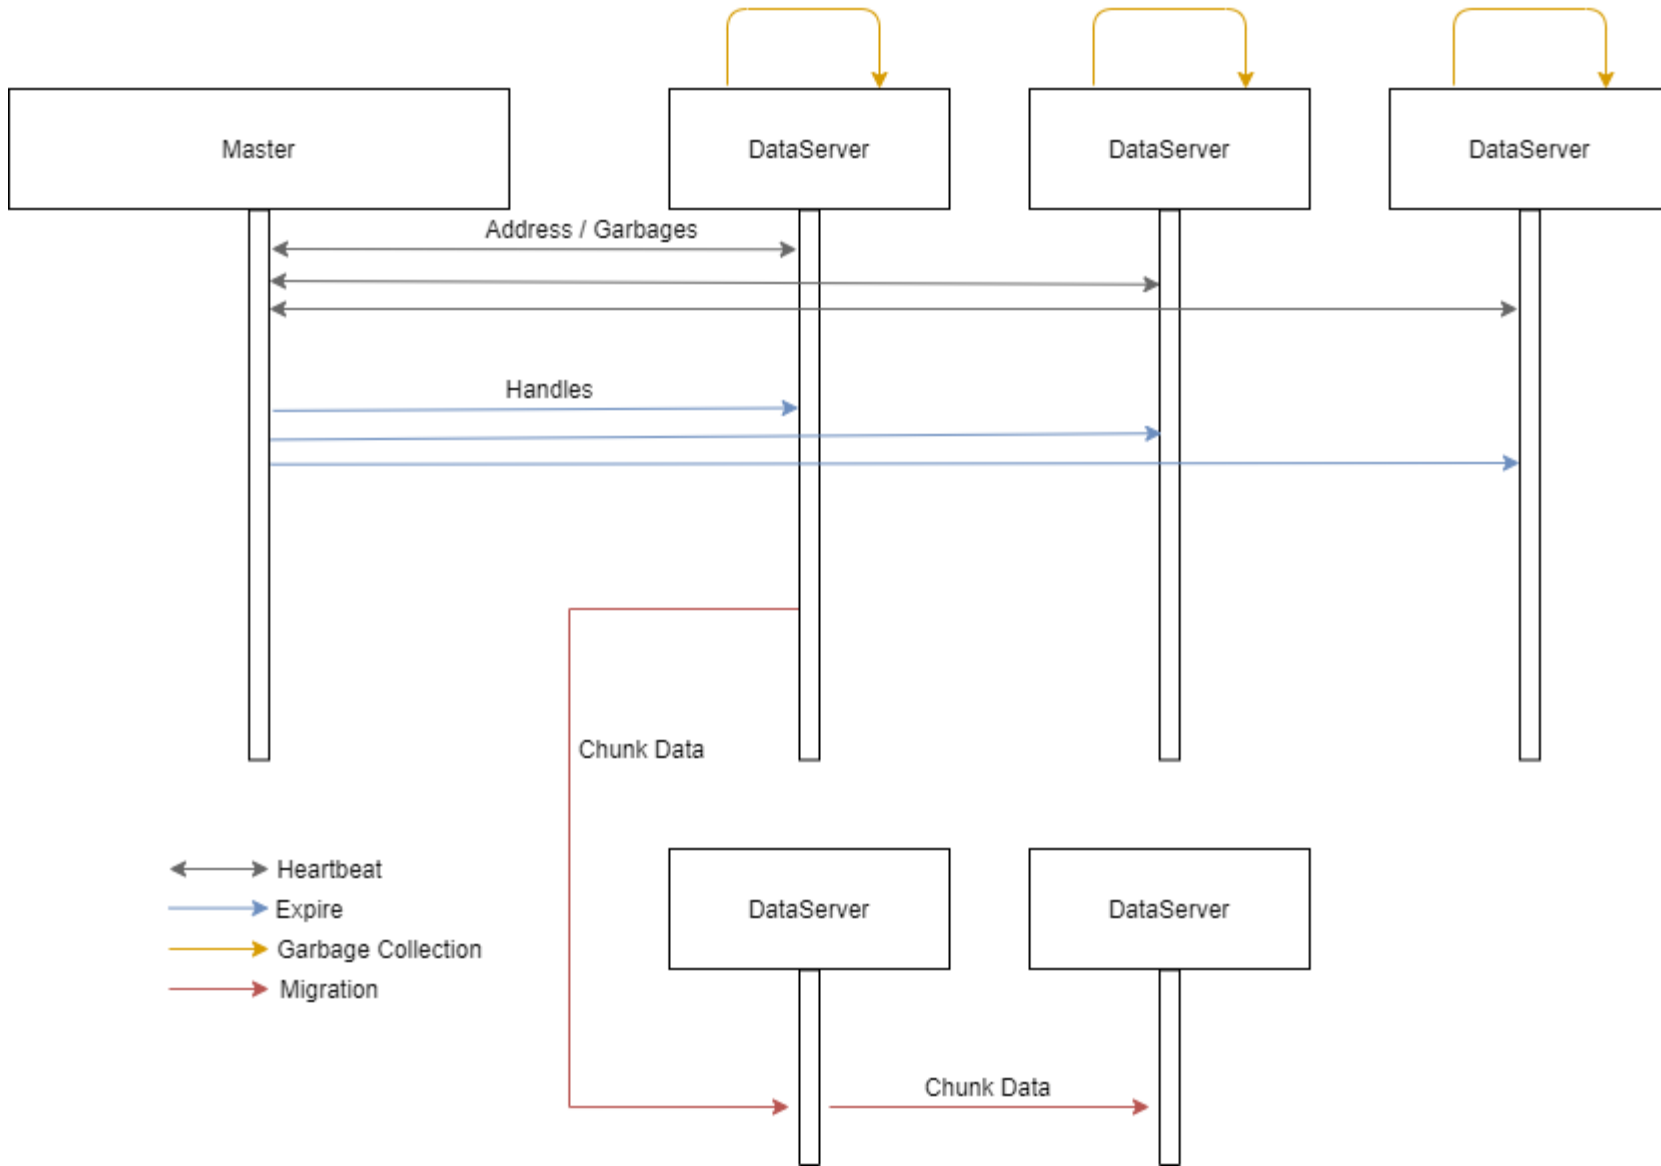 Master
DataServer
DataServer
DataServer
Address / Garbages
Handles
Chunk Data
Heartbeat
Expire
Garbage Collection
Migration
DataServer
DataServer
Chunk Data